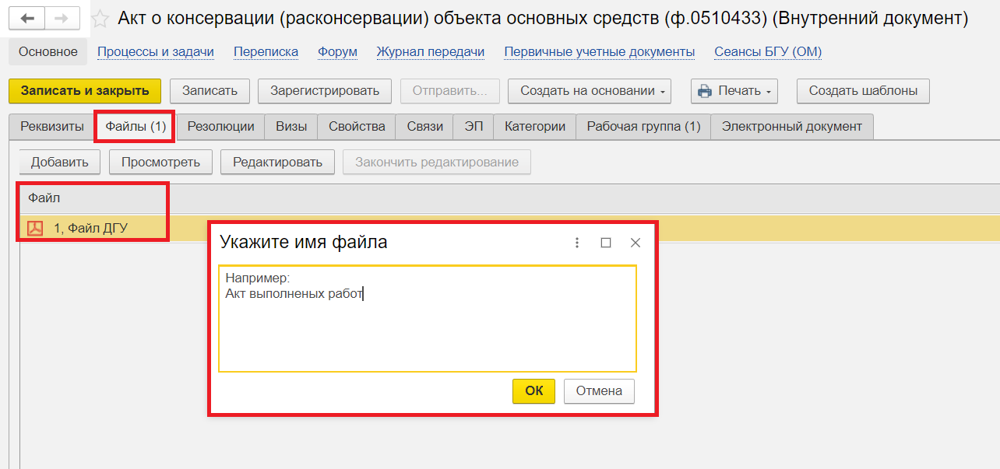 Акт о консервации (расконсервации) объекта основных средств (ф.0510433) (Внутренний документ)
Основное Процессы и задачи Переписка Форум Журнал передачи Первичные учетные документы Сеансы БГУ (ОМ)
Записать и закрыть Записать Зарегистрировать Отправить... Создать на основании Печать Создать шаблоны
Реквизиты Файлы (1) Резолюции Визы Свойства Связи ЭП Категории Рабочая группа (1) Электронный документ
Добавить Просмотреть Редактировать Закончить редактирование
Файл
1, Файл ДГУ
Укажите имя файла
Например:
Акт выполненых работ
ОК Отмена